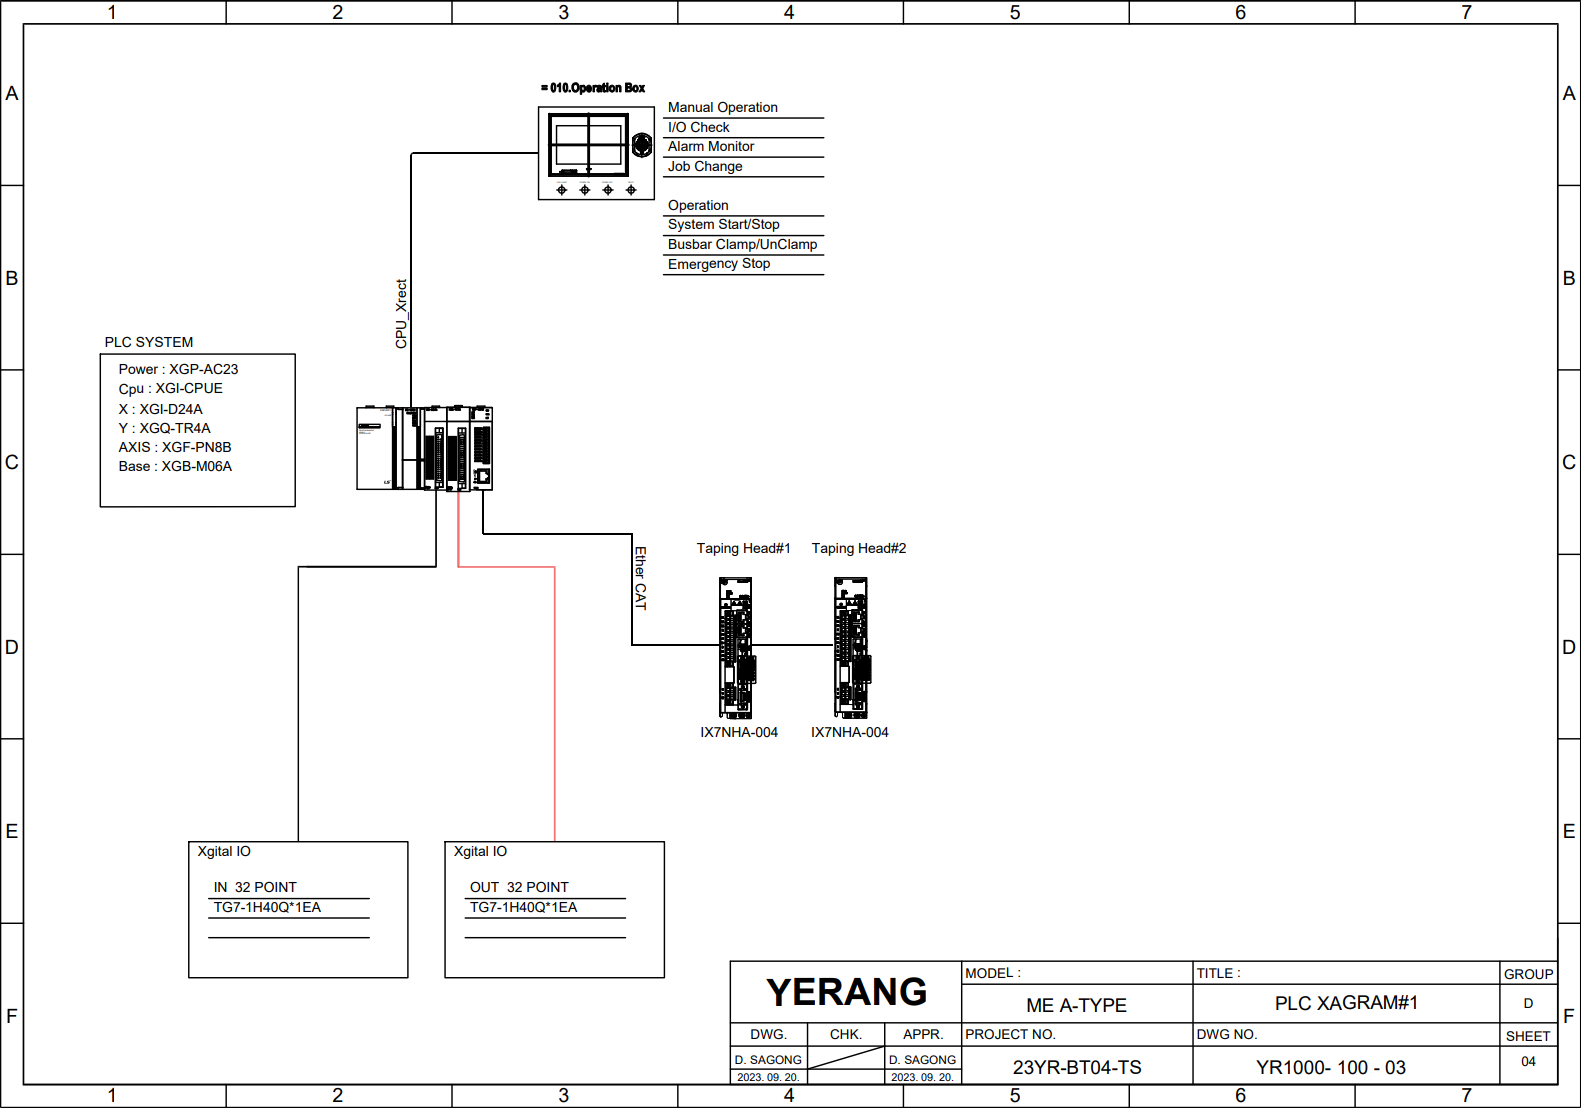 1 2 3 4 5 6 7
A A
B B
C C
D D
E E
F F
= 010.Operation Box
Manual Operation
I/O Check
Alarm Monitor
Job Change
Operation
System Start/Stop
Busbar Clamp/UnClamp
Emergency Stop
CPU_Xrect
PLC SYSTEM
Power : XGP-AC23
Cpu : XGI-CPUE
X : XGI-D24A
Y : XGQ-TR4A
AXIS : XGF-PN8B
Base : XGB-M06A
Ether CAT
Taping Head#1
Taping Head#2
IX7NHA-004
IX7NHA-004
Xgital IO
IN 32 POINT
TG7-1H40Q*1EA
Xgital IO
OUT 32 POINT
TG7-1H40Q*1EA
YERANG
DWG. CHK. APPR.
D. SAGONG D. SAGONG
2023. 09. 20. 2023. 09. 20.
MODEL :
ME A-TYPE
PROJECT NO.
23YR-BT04-TS
TITLE :
PLC XAGRAM#1
DWG NO.
YR1000- 100 - 03
GROUP
D
SHEET
04
1 2 3 4 5 6 7